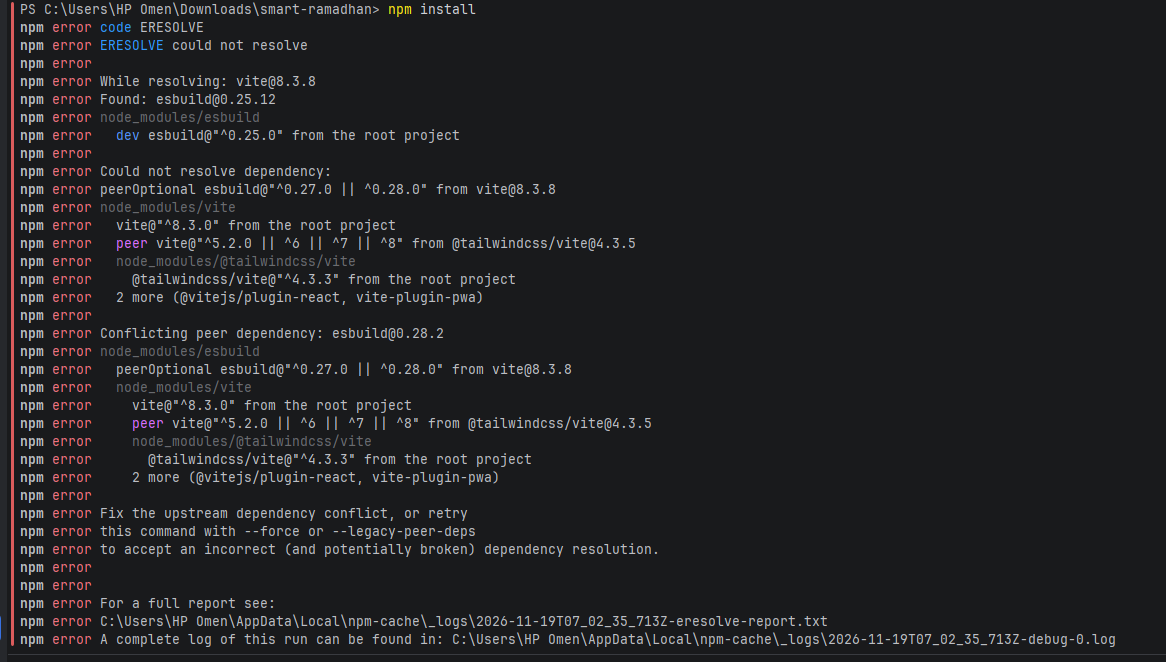 PS C:\Users\HP Omen\Downloads\smart-ramadhan> npm install
npm error code ERESOLVE
npm error ERESOLVE could not resolve
npm error
npm error While resolving: vite@8.3.8
npm error Found: esbuild@0.25.12
npm error node_modules/esbuild
npm error   dev esbuild@"^0.25.0" from the root project
npm error
npm error Could not resolve dependency:
npm error peerOptional esbuild@"^0.27.0 || ^0.28.0" from vite@8.3.8
npm error node_modules/vite
npm error   vite@"^8.3.0" from the root project
npm error   peer vite@"^5.2.0 || ^6 || ^7 || ^8" from @tailwindcss/vite@4.3.5
npm error   node_modules/@tailwindcss/vite
npm error     @tailwindcss/vite@"^4.3.3" from the root project
npm error   2 more (@vitejs/plugin-react, vite-plugin-pwa)
npm error
npm error Conflicting peer dependency: esbuild@0.28.2
npm error node_modules/esbuild
npm error   peerOptional esbuild@"^0.27.0 || ^0.28.0" from vite@8.3.8
npm error   node_modules/vite
npm error     vite@"^8.3.0" from the root project
npm error     peer vite@"^5.2.0 || ^6 || ^7 || ^8" from @tailwindcss/vite@4.3.5
npm error     node_modules/@tailwindcss/vite
npm error       @tailwindcss/vite@"^4.3.3" from the root project
npm error     2 more (@vitejs/plugin-react, vite-plugin-pwa)
npm error
npm error Fix the upstream dependency conflict, or retry
npm error this command with --force or --legacy-peer-deps
npm error to accept an incorrect (and potentially broken) dependency resolution.
npm error
npm error
npm error For a full report see:
npm error C:\Users\HP Omen\AppData\Local\npm-cache\_logs\2026-11-19T07_02_35_713Z-eresolve-report.txt
npm error A complete log of this run can be found in: C:\Users\HP Omen\AppData\Local\npm-cache\_logs\2026-11-19T07_02_35_713Z-debug-0.log